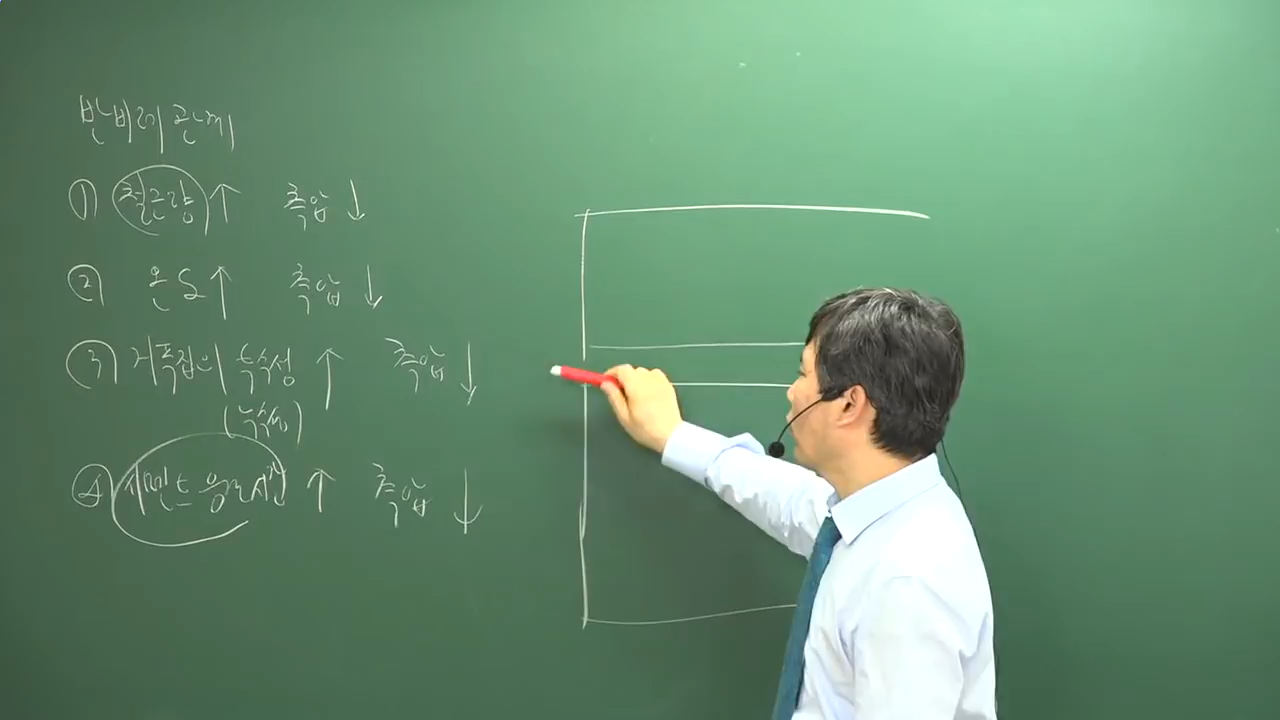 반비례 관계
① 철근량 ↑ 측압 ↓
② 온도 ↑ 측압 ↓
③ 거푸집의 투수성 ↑ 측압 ↓
(누수성)
④ 시멘트 응결시간 ↑ 측압 ↓